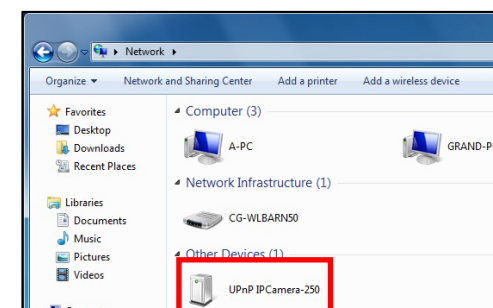 Network
Organize Network and Sharing Center Add a printer Add a wireless device
Favorites
Desktop
Downloads
Recent Places
Libraries
Documents
Music
Pictures
Videos
Computer (3)
A-PC GRAND-P
Network Infrastructure (1)
CG-WLBARN50
Other Devices (1)
UPnP IPCamera-250